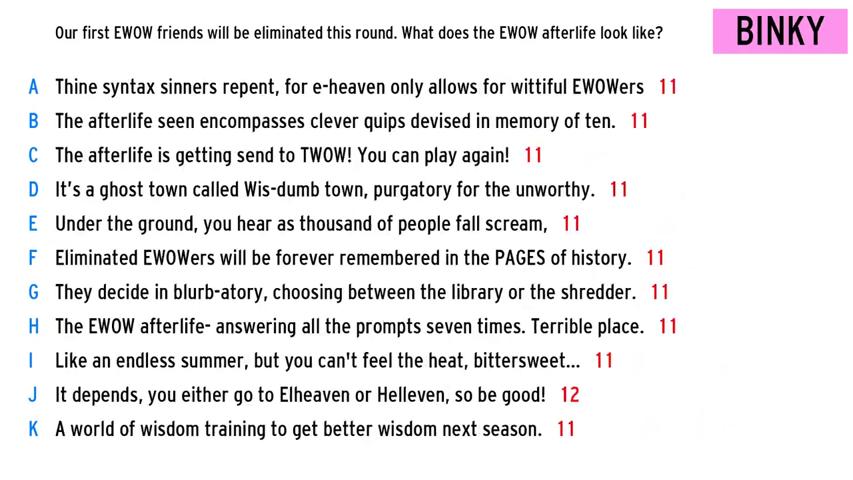 Our first EWOW friends will be eliminated this round. What does the EWOW afterlife look like?
BINKY
A Thine syntax sinners repent, for e-heaven only allows for wittiful EWOWers 11
B The afterlife seen encompasses clever quips devised in memory of ten. 11
C The afterlife is getting send to TWOW! You can play again! 11
D It's a ghost town called Wis-dumb town, purgatory for the unworthy. 11
E Under the ground, you hear as thousand of people fall scream, 11
F Eliminated EWOWers will be forever remembered in the PAGES of history. 11
G They decide in blurb-atory, choosing between the library or the shredder. 11
H The EWOW afterlife- answering all the prompts seven times. Terrible place. 11
I Like an endless summer, but you can't feel the heat, bittersweet... 11
J It depends, you either go to Elheaven or Helleven, so be good! 12
K A world of wisdom training to get better wisdom next season. 11